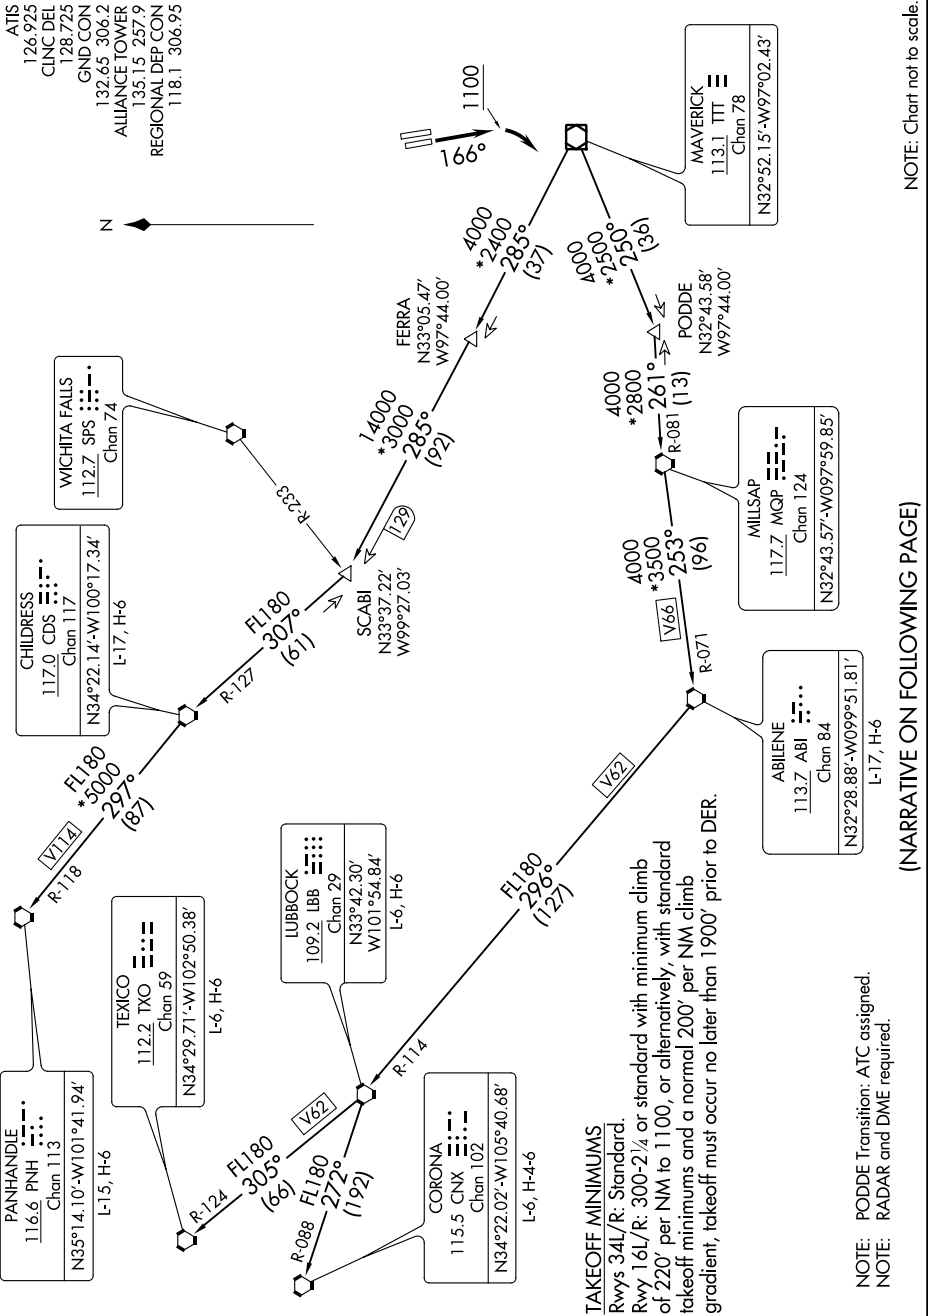 ATIS
126.925
CLNC DEL
128.725
GND CON
132.65 306.2
ALLIANCE TOWER
135.15 257.9
REGIONAL DEP CON
118.1 306.95
N
1100
166°
MAVERICK
113.1 TTT
Chan 78
N32°52.15'-W97°02.43'
NOTE: Chart not to scale.
4000
*2400
285°
(37)
4000
*2500
250°
(36)
FERRA
N33°05.47'
W97°44.00'
PODDE
N32°43.58'
W97°44.00'
WICHITA FALLS
112.7 SPS
Chan 74
R-233
14000
*3000
285°
(92)
129
4000
*2800
261°
(13)
R-081
MILLSAP
117.7 MQP
Chan 124
N32°43.57'-W097°59.85'
SCABI
N33°37.22'
W99°27.03'
CHILDRESS
117.0 CDS
Chan 117
N34°22.14'-W100°17.34'
L-17, H-6
FL180
307°
(61)
R-127
4000
*3500
253°
(96)
V66
R-071
ABILENE
113.7 ABI
Chan 84
N32°28.88'-W099°51.81'
L-17, H-6
FL180
*5000
297°
(87)
V114
R-118
PANHANDLE
116.6 PNH
Chan 113
N35°14.10'-W101°41.94'
L-15, H-6
TEXICO
112.2 TXO
Chan 59
N34°29.71'-W102°50.38'
L-6, H-6
LUBBOCK
109.2 LBB
Chan 29
N33°42.30'
W101°54.84'
L-6, H-6
V62
FL180
296°
(127)
R-114
V62
FL180
305°
(66)
R-124
FL180
272°
(192)
R-088
CORONA
115.5 CNX
Chan 102
N34°22.02'-W105°40.68'
L-6, H-4-6
TAKEOFF MINIMUMS
Rwys 34L/R: Standard.
Rwy 16L/R: 300-2¼ or standard with minimum climb
of 220' per NM to 1100, or alternatively, with standard
takeoff minimums and a normal 200' per NM climb
gradient, takeoff must occur no later than 1900' prior to DER.
NOTE: PODDE Transition: ATC assigned.
NOTE: RADAR and DME required.
(NARRATIVE ON FOLLOWING PAGE)